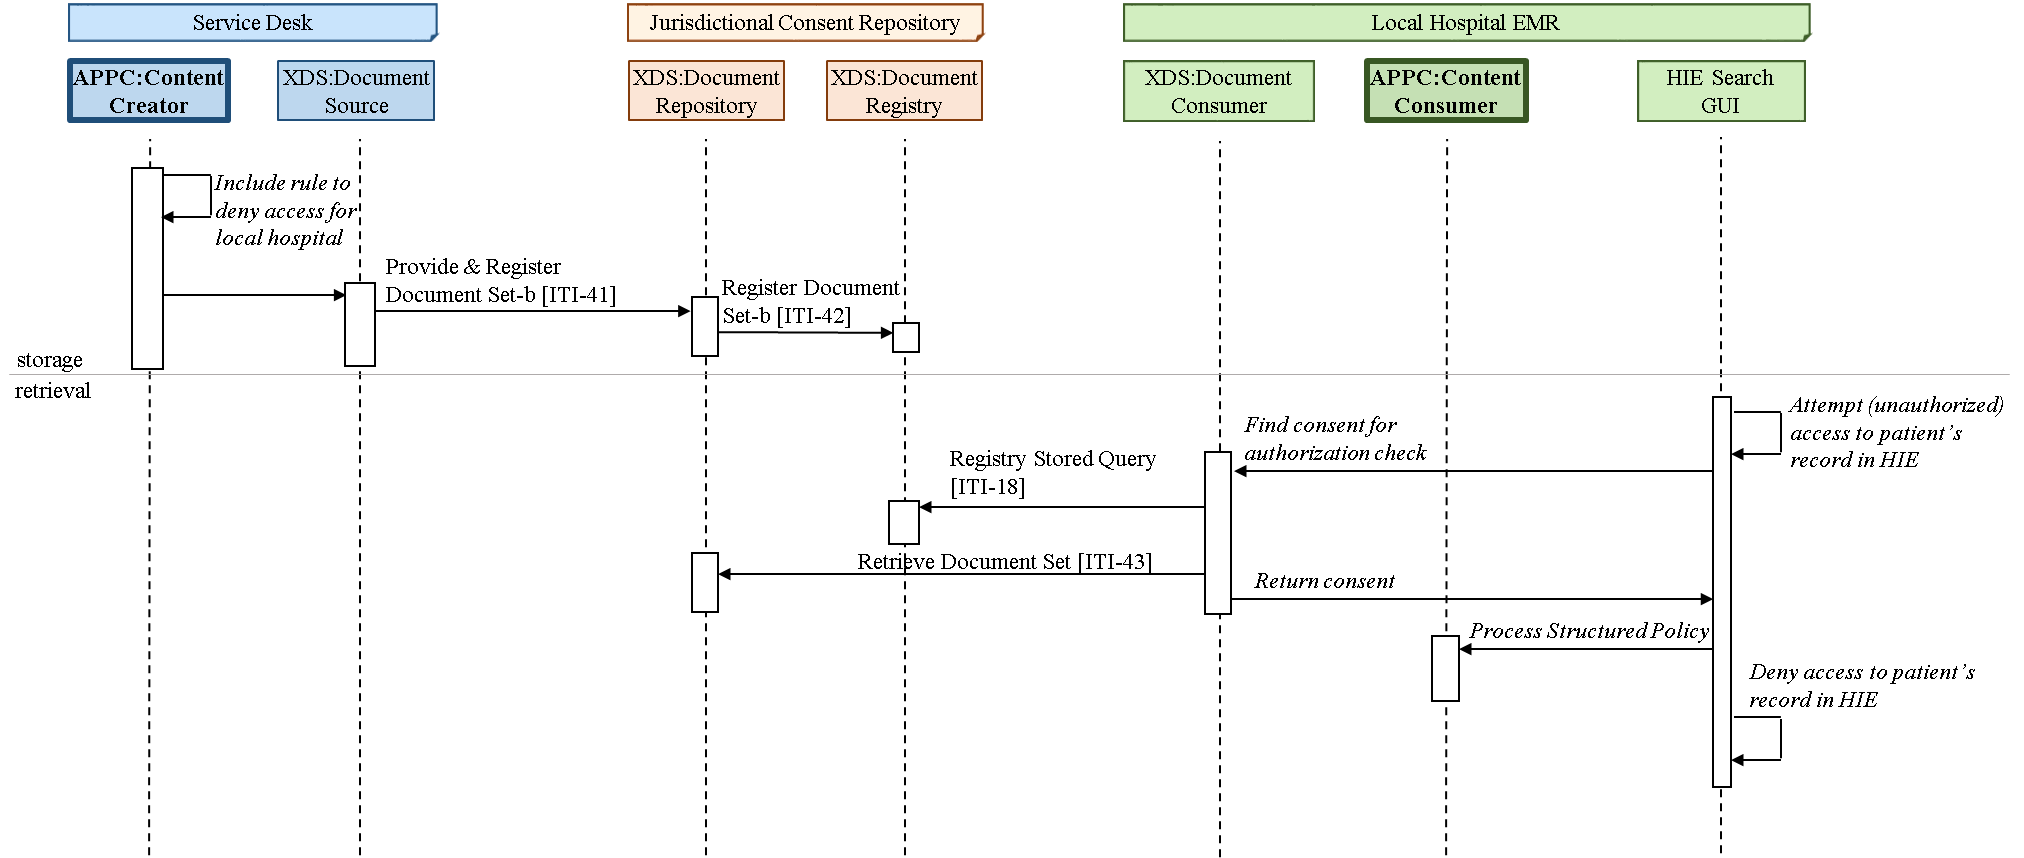 Service Desk
Jurisdictional Consent Repository
Local Hospital EMR
APPC:Content
Creator
XDS:Document
Source
XDS:Document
Repository
XDS:Document
Registry
XDS:Document
Consumer
APPC:Content
Consumer
HIE Search
GUI
Include rule to
deny access for
local hospital
Provide & Register
Document Set-b [ITI-41]
Register Document
Set-b [ITI-42]
storage
retrieval
Attempt (unauthorized)
access to patient’s
record in HIE
Find consent for
authorization check
Registry Stored Query
[ITI-18]
Retrieve Document Set [ITI-43]
Return consent
Process Structured Policy
Deny access to patient’s
record in HIE